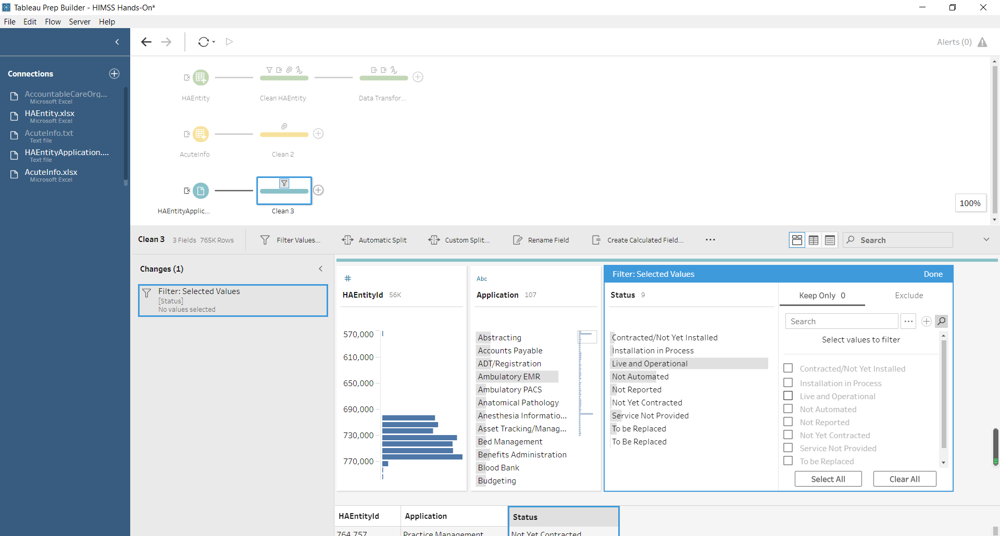 Tableau Prep Builder - HIMSS Hands-On*
File Edit Flow Server Help
Alerts (0)
Connections
AccountableCareOrg...
Microsoft Excel
HAEntity.xlsx
Microsoft Excel
AcuteInfo.txt
Text file
HAEntityApplication....
Text file
AcuteInfo.xlsx
Microsoft Excel
HAEntity Clean HAEntity Data Transfor...
AcuteInfo Clean 2
HAEntityApplic... Clean 3
100%
Clean 3 3 Fields 765K Rows Filter Values... Automatic Split Custom Split... Rename Field Create Calculated Field... Search
Changes (1)
Filter: Selected Values
[Status]
No values selected
#
HAEntityId 56K
570,000
610,000
650,000
690,000
730,000
770,000
Abc
Application 107
Abstracting
Accounts Payable
ADT/Registration
Ambulatory EMR
Ambulatory PACS
Anatomical Pathology
Anesthesia Informatio...
Asset Tracking/Manag...
Bed Management
Benefits Administration
Blood Bank
Budgeting
Filter: Selected Values Done
Status 9
Contracted/Not Yet Installed
Installation in Process
Live and Operational
Not Automated
Not Reported
Not Yet Contracted
Service Not Provided
To be Replaced
To Be Replaced
Keep Only 0 Exclude
Search
Select values to filter
Contracted/Not Yet Installed
Installation in Process
Live and Operational
Not Automated
Not Reported
Not Yet Contracted
Service Not Provided
To be Replaced
Select All Clear All
HAEntityId Application Status
764,757 Practice Management Not Yet Contracted